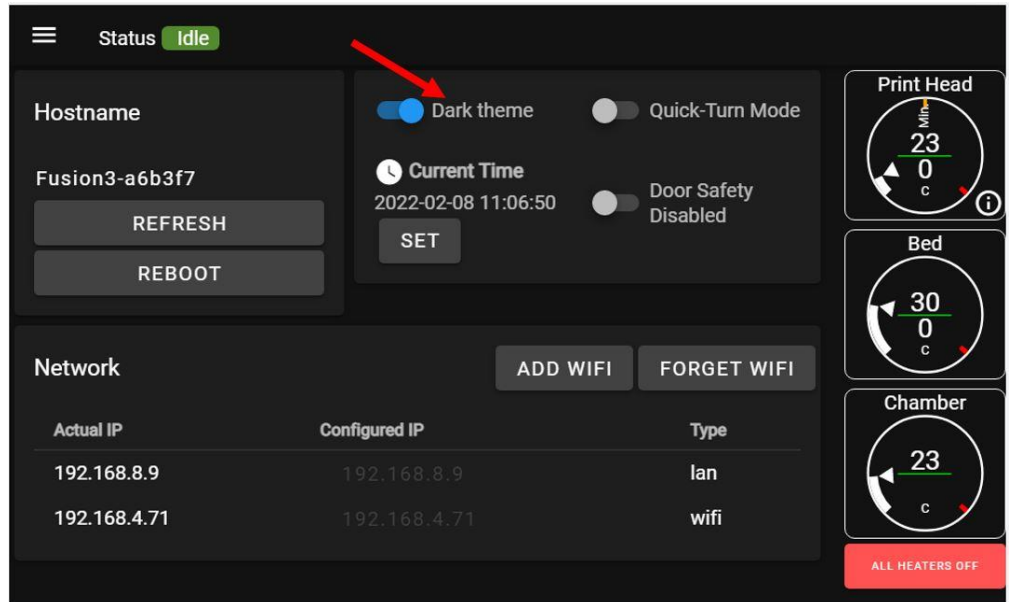 Status Idle
Hostname
Fusion3-a6b3f7
REFRESH
REBOOT
Dark theme
Quick-Turn Mode
Current Time
2022-02-08 11:06:50
SET
Door Safety
Disabled
Network
ADD WIFI
FORGET WIFI
Actual IP Configured IP Type
192.168.8.9 192.168.8.9 lan
192.168.4.71 192.168.4.71 wifi
Print Head
Min
23
0
C
i
Bed
30
0
C
Chamber
23
C
ALL HEATERS OFF